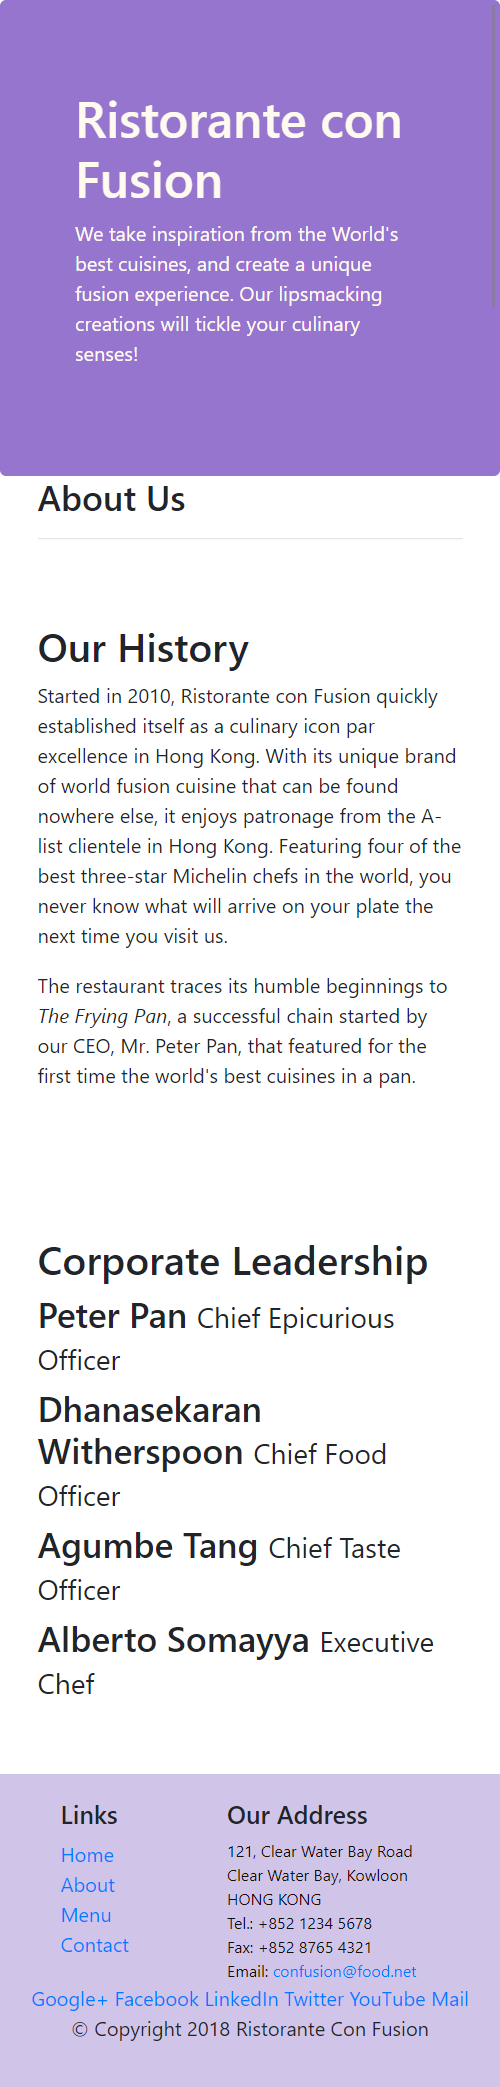 Ristorante con
Fusion
We take inspiration from the World's
best cuisines, and create a unique
fusion experience. Our lipsmacking
creations will tickle your culinary
senses!
About Us
Our History
Started in 2010, Ristorante con Fusion quickly
established itself as a culinary icon par
excellence in Hong Kong. With its unique brand
of world fusion cuisine that can be found
nowhere else, it enjoys patronage from the A-
list clientele in Hong Kong. Featuring four of the
best three-star Michelin chefs in the world, you
never know what will arrive on your plate the
next time you visit us.
The restaurant traces its humble beginnings to
The Frying Pan, a successful chain started by
our CEO, Mr. Peter Pan, that featured for the
first time the world's best cuisines in a pan.
Corporate Leadership
Peter Pan Chief Epicurious
Officer
Dhanasekaran
Witherspoon Chief Food
Officer
Agumbe Tang Chief Taste
Officer
Alberto Somayya Executive
Chef
Links
Home
About
Menu
Contact
Our Address
121, Clear Water Bay Road
Clear Water Bay, Kowloon
HONG KONG
Tel.: +852 1234 5678
Fax: +852 8765 4321
Email: confusion@food.net
Google+ Facebook LinkedIn Twitter YouTube Mail
© Copyright 2018 Ristorante Con Fusion